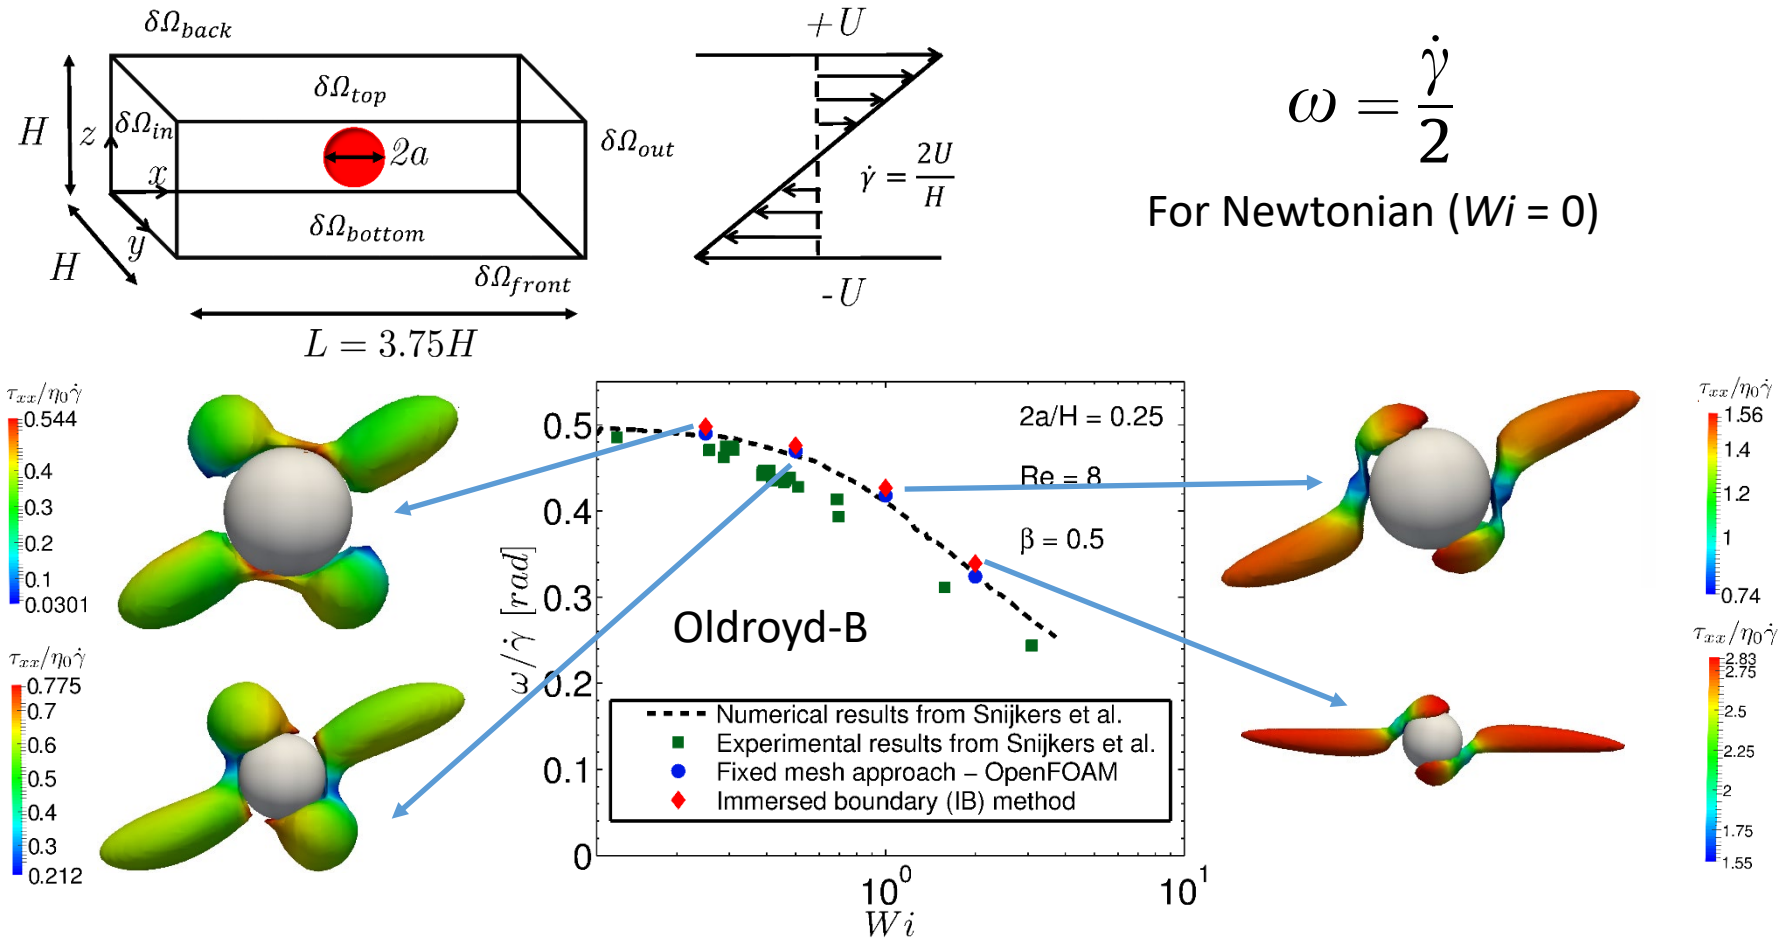 δΩ_back
+U
δΩ_top
H
z
δΩ_in
2a
δΩ_out
x
γ̇ = 2U/H
ω = γ̇/2
For Newtonian (Wi = 0)
δΩ_bottom
y
H
δΩ_front
-U
L = 3.75H
τ_xx/η_0γ̇
0.544
0.4
0.3
0.2
0.1
0.0301
τ_xx/η_0γ̇
0.775
0.7
0.6
0.5
0.4
0.3
0.212
ω/γ̇ [rad]
0.5
0.4
0.3
0.2
0.1
0
2a/H = 0.25
Re = 8
β = 0.5
Oldroyd-B
Numerical results from Snijkers et al.
Experimental results from Snijkers et al.
Fixed mesh approach – OpenFOAM
Immersed boundary (IB) method
10^0
10^1
Wi
τ_xx/η_0γ̇
1.56
1.4
1.2
1
0.8
0.74
τ_xx/η_0γ̇
2.83
2.75
2.5
2.25
2
1.75
1.55